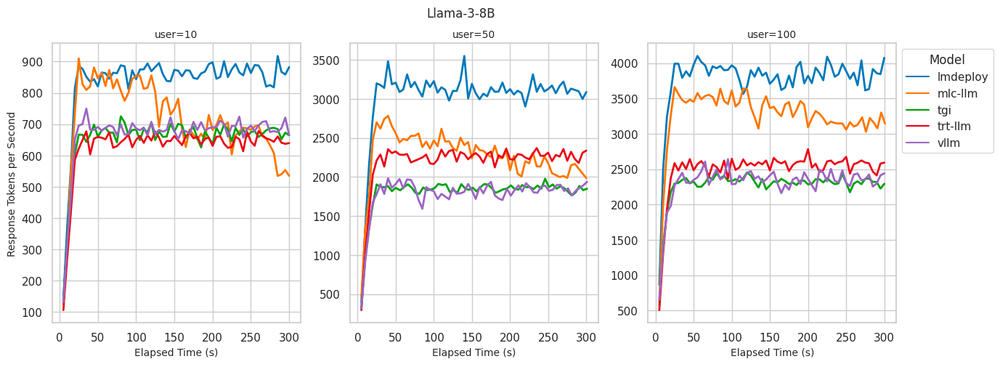 Llama-3-8B
user=10
user=50
user=100
Response Tokens per Second
900
800
700
600
500
400
300
200
100
0 50 100 150 200 250 300
Elapsed Time (s)
3500
3000
2500
2000
1500
1000
500
0 50 100 150 200 250 300
Elapsed Time (s)
4000
3500
3000
2500
2000
1500
1000
500
0 50 100 150 200 250 300
Elapsed Time (s)
Model
lmdeploy
mlc-llm
tgi
trt-llm
vllm